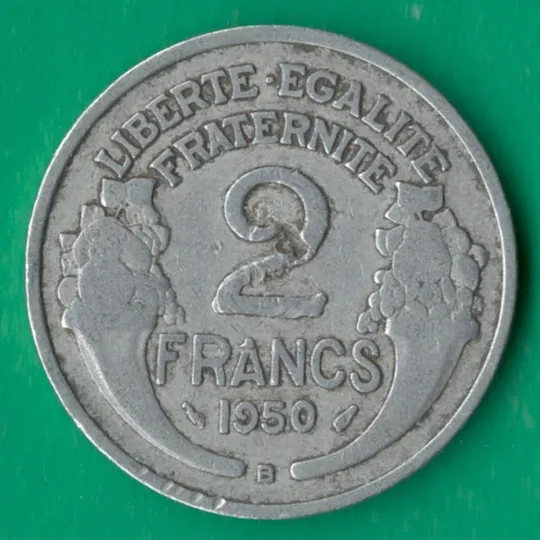 LIBERTE·EGALITE
FRATERNITE
2
FRANCS
1950
B